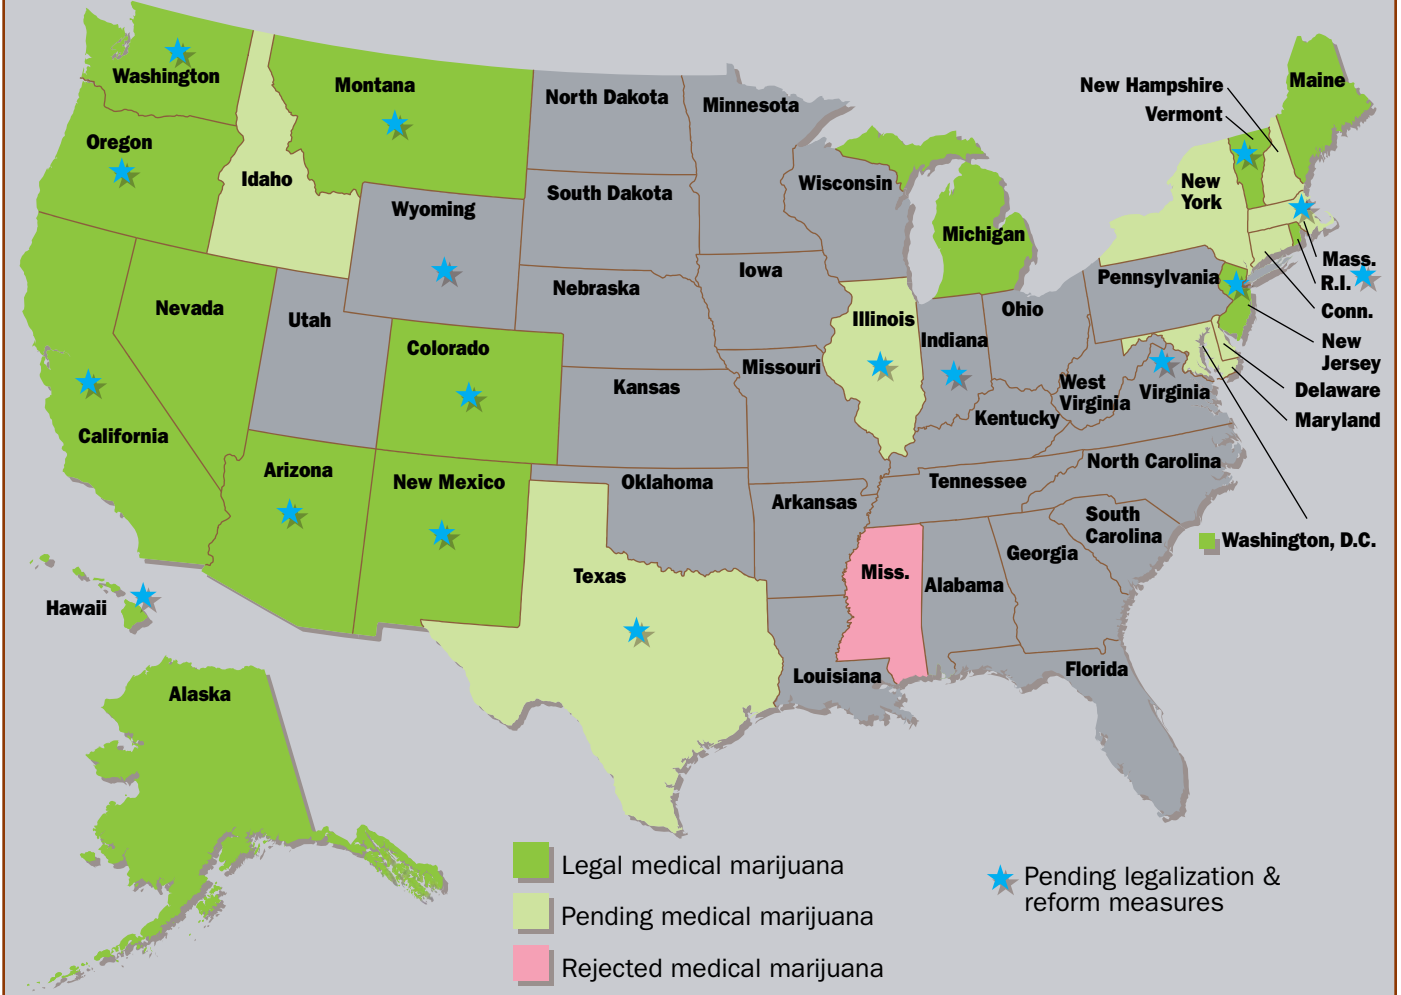 Washington
Montana
North Dakota
Minnesota
New Hampshire
Vermont
Maine
Oregon
Idaho
Wyoming
South Dakota
Wisconsin
Michigan
New
York
Mass.
R.I.
Conn.
New
Jersey
Delaware
Maryland
Pennsylvania
Nevada
Utah
Colorado
Nebraska
Iowa
Illinois
Indiana
Ohio
California
Kansas
Missouri
Kentucky
West
Virginia
Virginia
Arizona
New Mexico
Oklahoma
Arkansas
Tennessee
North Carolina
South
Carolina
Washington, D.C.
Texas
Miss.
Alabama
Georgia
Hawaii
Louisiana
Florida
Alaska
Legal medical marijuana
Pending medical marijuana
Rejected medical marijuana
Pending legalization &
reform measures